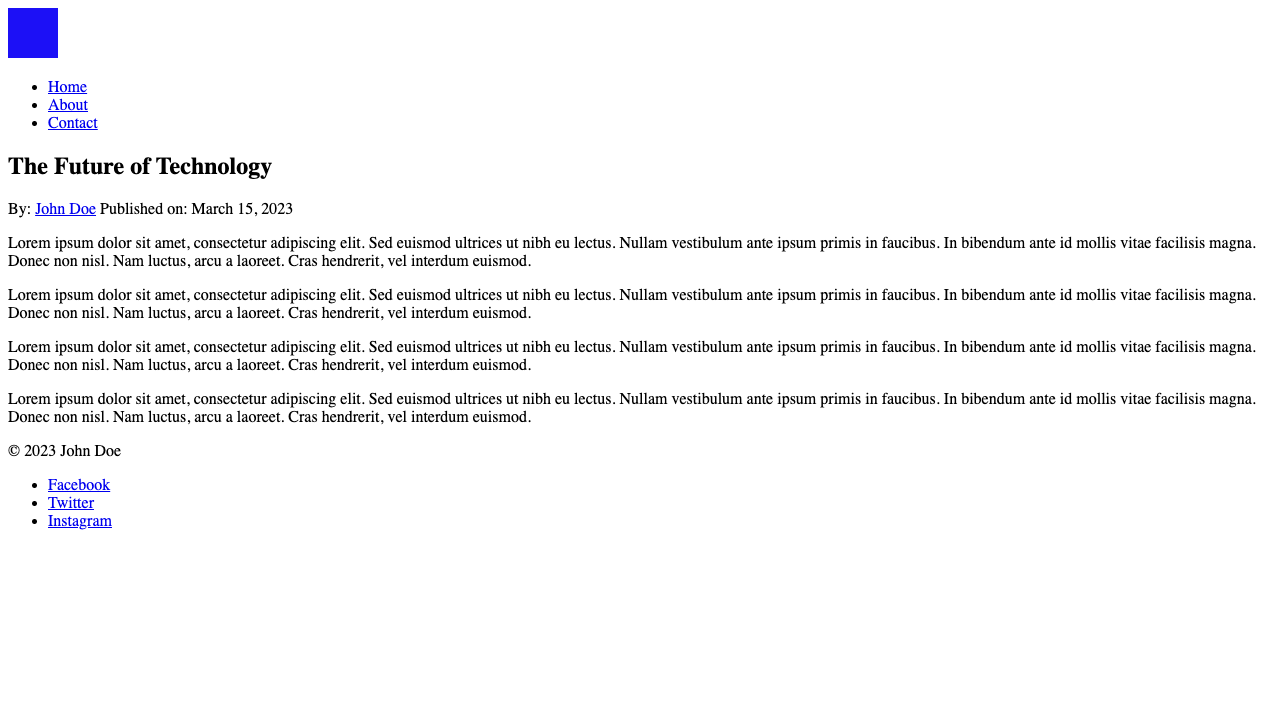 Home
About
Contact
The Future of Technology
By: John Doe Published on: March 15, 2023
Lorem ipsum dolor sit amet, consectetur adipiscing elit. Sed euismod ultrices ut nibh eu lectus. Nullam vestibulum ante ipsum primis in faucibus. In bibendum ante id mollis vitae facilisis magna.
Donec non nisl. Nam luctus, arcu a laoreet. Cras hendrerit, vel interdum euismod.
Lorem ipsum dolor sit amet, consectetur adipiscing elit. Sed euismod ultrices ut nibh eu lectus. Nullam vestibulum ante ipsum primis in faucibus. In bibendum ante id mollis vitae facilisis magna.
Donec non nisl. Nam luctus, arcu a laoreet. Cras hendrerit, vel interdum euismod.
Lorem ipsum dolor sit amet, consectetur adipiscing elit. Sed euismod ultrices ut nibh eu lectus. Nullam vestibulum ante ipsum primis in faucibus. In bibendum ante id mollis vitae facilisis magna.
Donec non nisl. Nam luctus, arcu a laoreet. Cras hendrerit, vel interdum euismod.
Lorem ipsum dolor sit amet, consectetur adipiscing elit. Sed euismod ultrices ut nibh eu lectus. Nullam vestibulum ante ipsum primis in faucibus. In bibendum ante id mollis vitae facilisis magna.
Donec non nisl. Nam luctus, arcu a laoreet. Cras hendrerit, vel interdum euismod.
© 2023 John Doe
Facebook
Twitter
Instagram